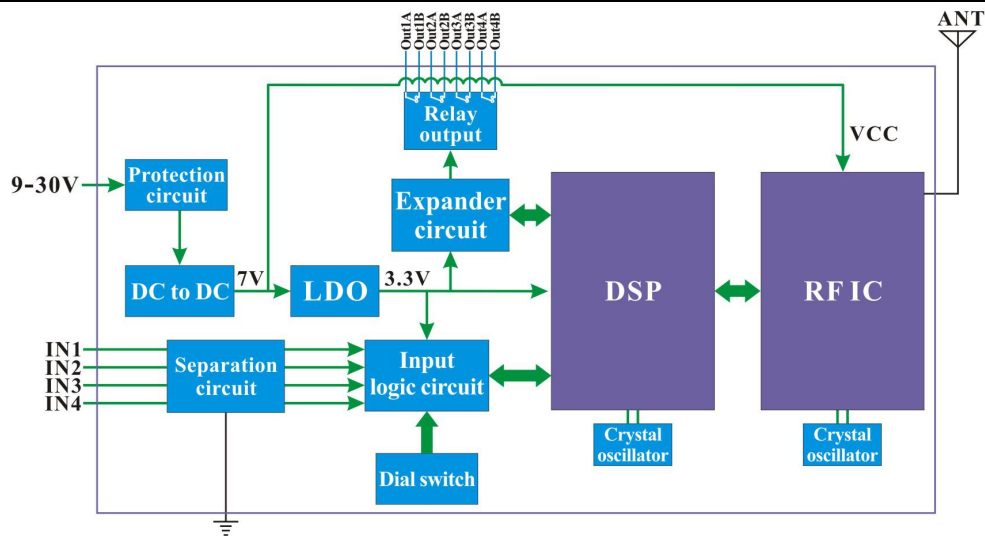 ANT
Out1A
Out1B
Out2A
Out2B
Out3A
Out3B
Out4A
Out4B
Relay
output
VCC
9-30V
Protection
circuit
Expander
circuit
DC to DC
7V
LDO
3.3V
DSP
RF IC
IN1
IN2
IN3
IN4
Separation
circuit
Input
logic circuit
Crystal
oscillator
Crystal
oscillator
Dial switch